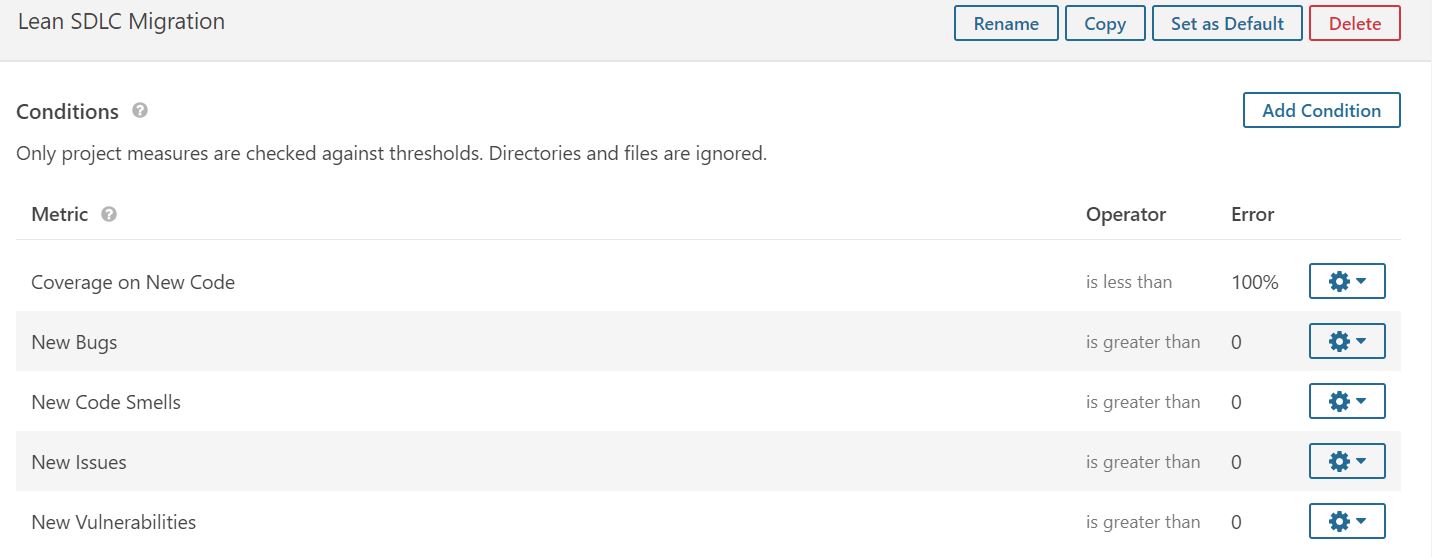 Lean SDLC Migration Rename Copy Set as Default Delete
Conditions ? Add Condition
Only project measures are checked against thresholds. Directories and files are ignored.
Metric ? Operator Error
Coverage on New Code is less than 100%
New Bugs is greater than 0
New Code Smells is greater than 0
New Issues is greater than 0
New Vulnerabilities is greater than 0